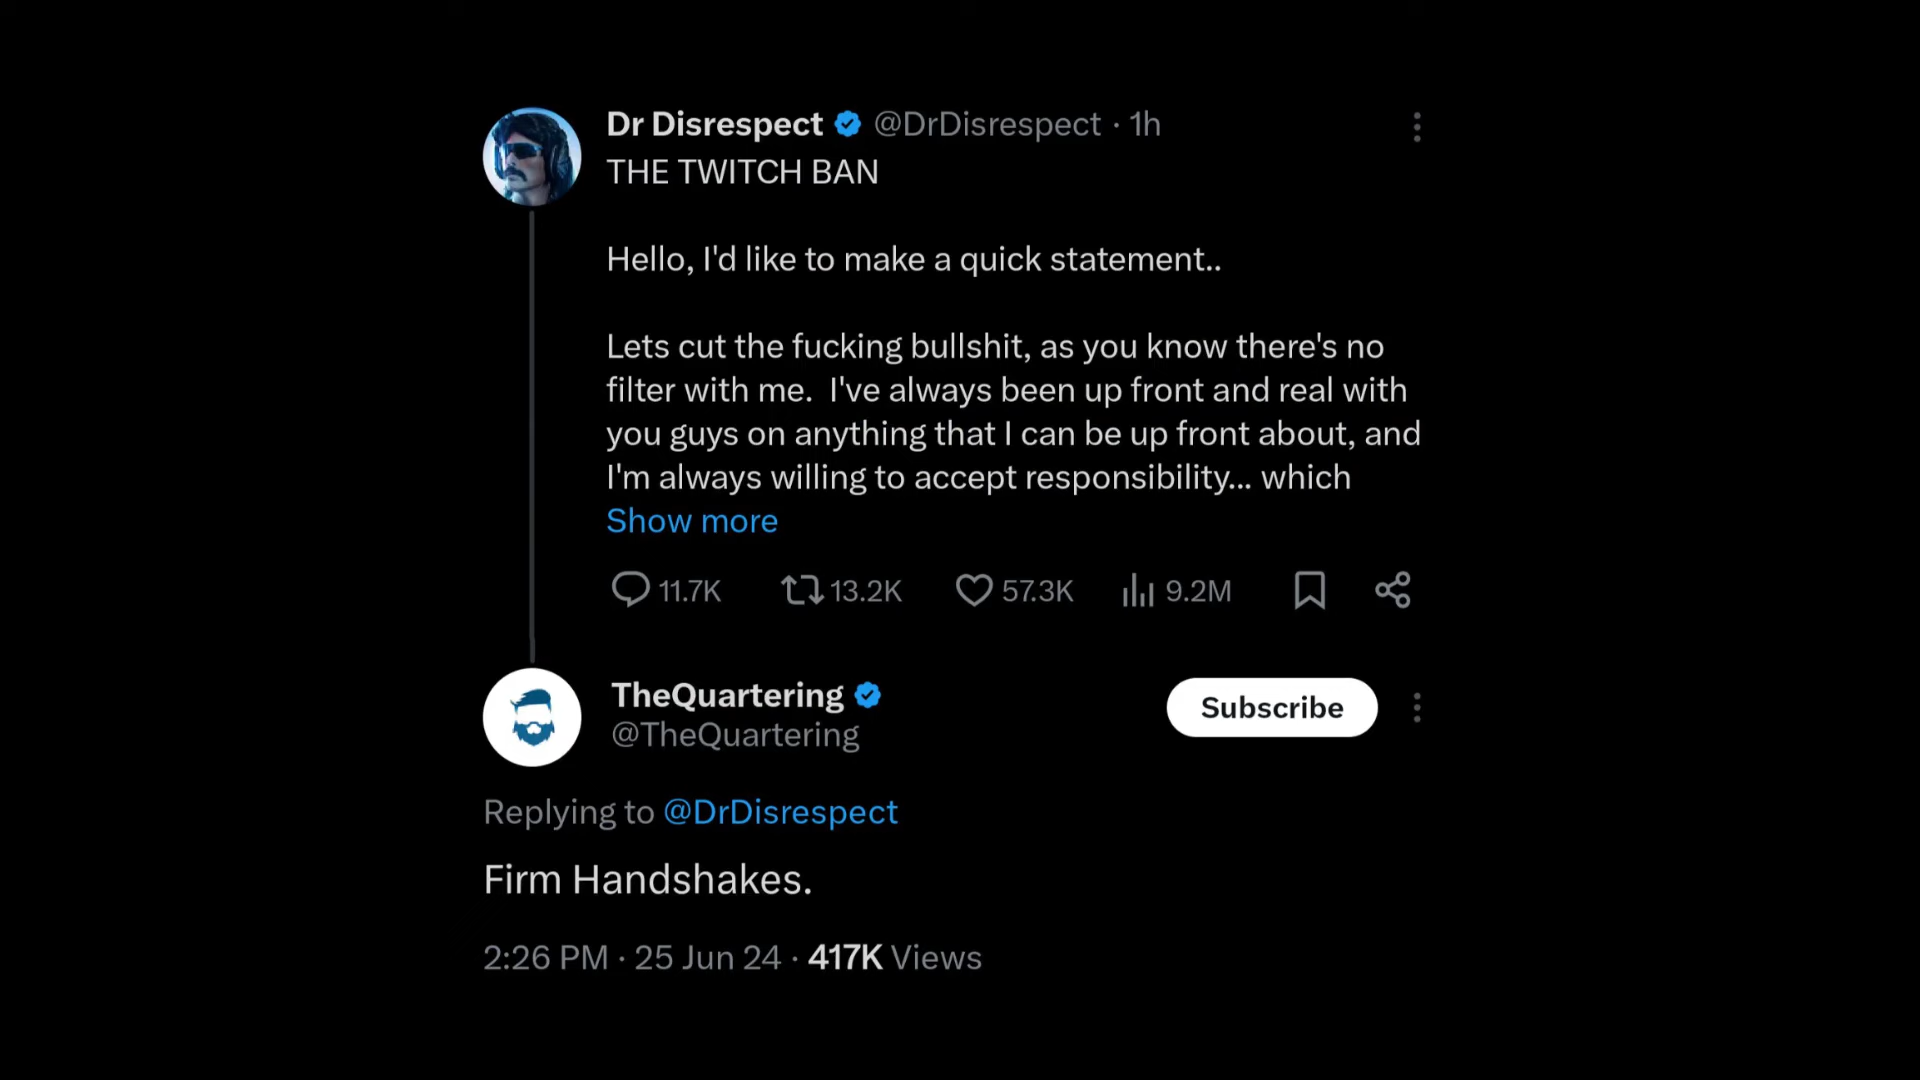 Dr Disrespect @DrDisrespect · 1h
THE TWITCH BAN
Hello, I'd like to make a quick statement..
Lets cut the fucking bullshit, as you know there's no
filter with me.  I've always been up front and real with
you guys on anything that I can be up front about, and
I'm always willing to accept responsibility... which
Show more
11.7K 13.2K 57.3K 9.2M
TheQuartering
Subscribe
@TheQuartering
Replying to @DrDisrespect
Firm Handshakes.
2:26 PM · 25 Jun 24 · 417K Views